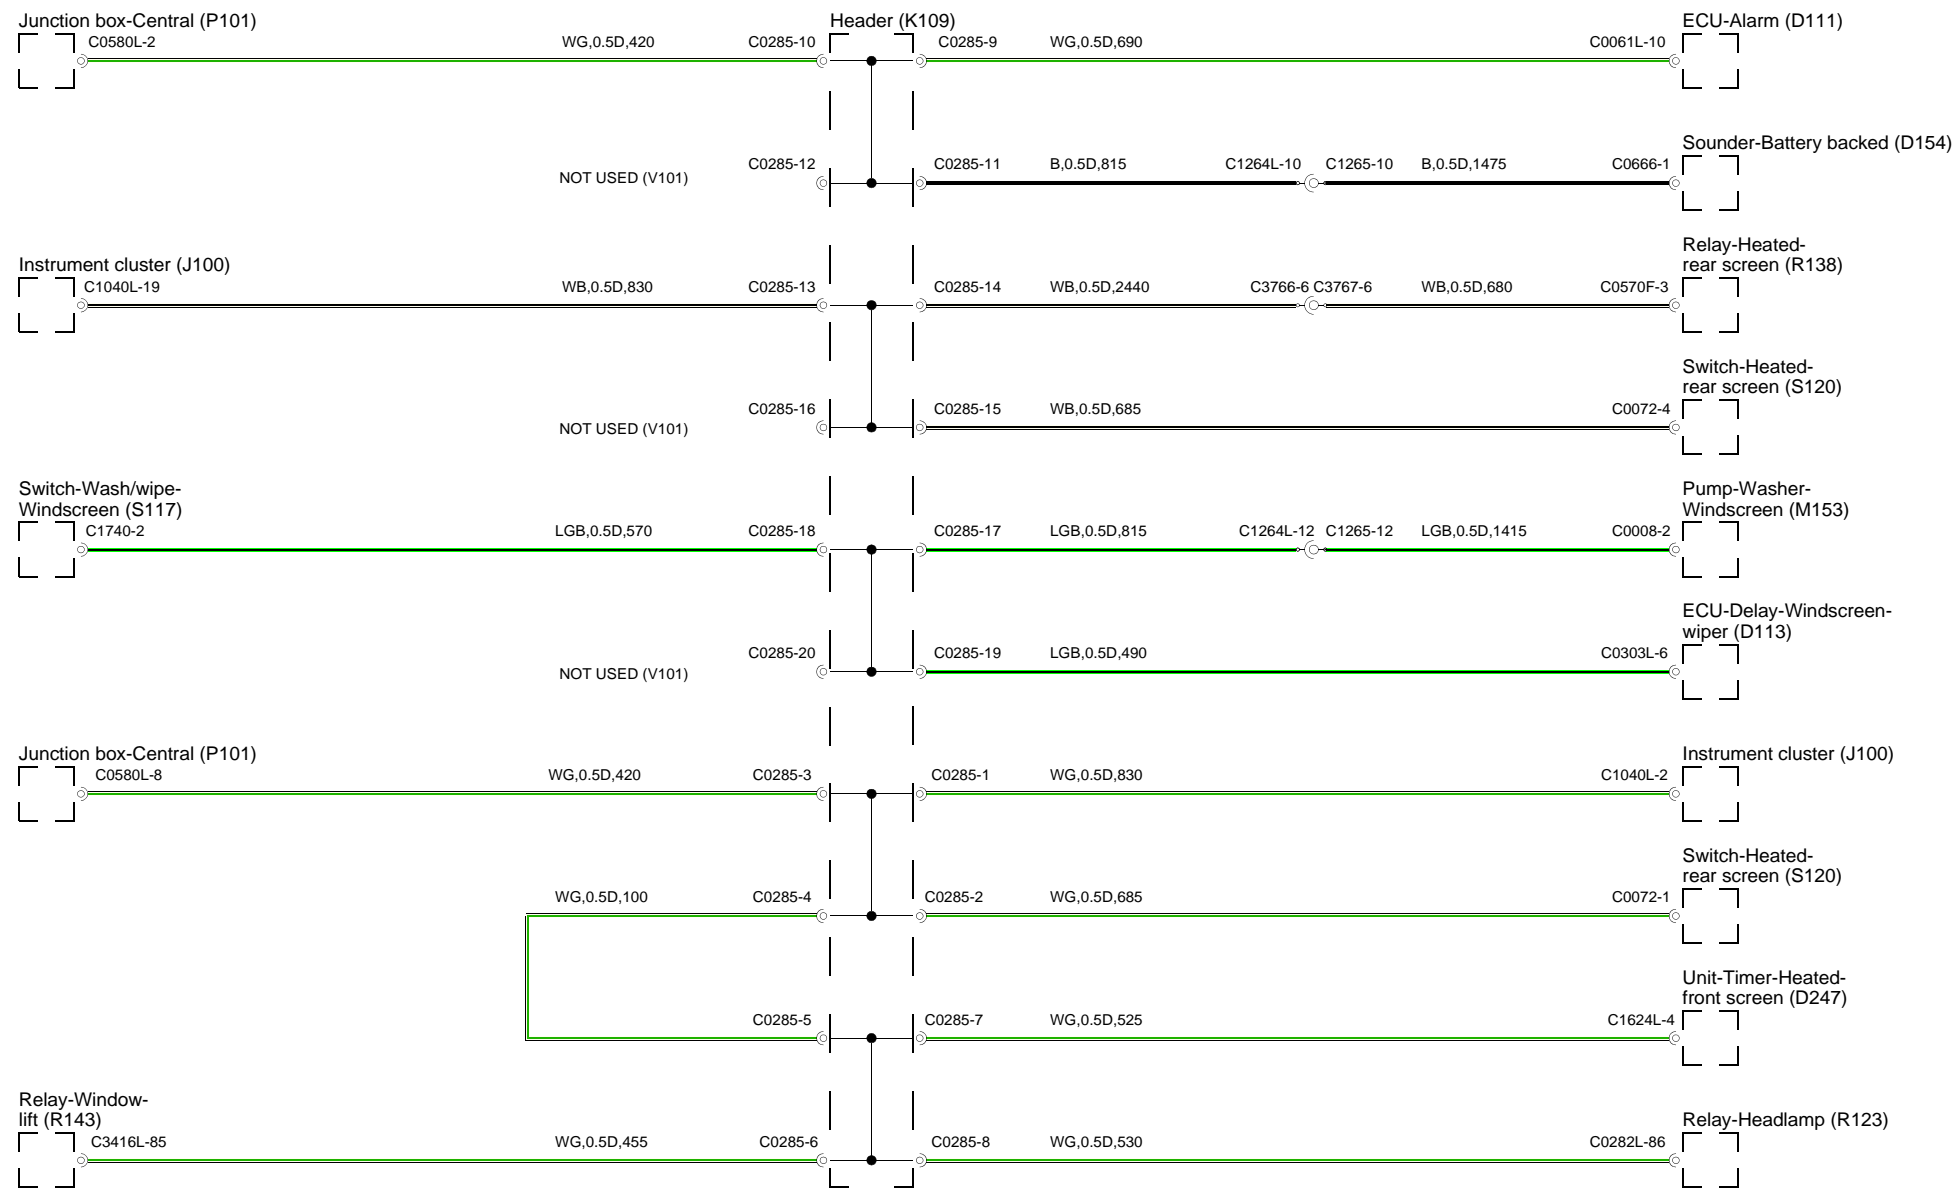 Junction box-Central (P101)
Header (K109)
ECU-Alarm (D111)
C0580L-2
WG,0.5D,420
C0285-10
C0285-9
WG,0.5D,690
C0061L-10
Sounder-Battery backed (D154)
NOT USED (V101)
C0285-12
C0285-11
B,0.5D,815
C1264L-10
C1265-10
B,0.5D,1475
C0666-1
Relay-Heated-
rear screen (R138)
Instrument cluster (J100)
C1040L-19
WB,0.5D,830
C0285-13
C0285-14
WB,0.5D,2440
C3766-6
C3767-6
WB,0.5D,680
C0570F-3
Switch-Heated-
rear screen (S120)
NOT USED (V101)
C0285-16
C0285-15
WB,0.5D,685
C0072-4
Switch-Wash/wipe-
Windscreen (S117)
Pump-Washer-
Windscreen (M153)
C1740-2
LGB,0.5D,570
C0285-18
C0285-17
LGB,0.5D,815
C1264L-12
C1265-12
LGB,0.5D,1415
C0008-2
ECU-Delay-Windscreen-
wiper (D113)
NOT USED (V101)
C0285-20
C0285-19
LGB,0.5D,490
C0303L-6
Junction box-Central (P101)
Instrument cluster (J100)
C0580L-8
WG,0.5D,420
C0285-3
C0285-1
WG,0.5D,830
C1040L-2
Switch-Heated-
rear screen (S120)
WG,0.5D,100
C0285-4
C0285-2
WG,0.5D,685
C0072-1
Unit-Timer-Heated-
front screen (D247)
C0285-5
C0285-7
WG,0.5D,525
C1624L-4
Relay-Window-
lift (R143)
Relay-Headlamp (R123)
C3416L-85
WG,0.5D,455
C0285-6
C0285-8
WG,0.5D,530
C0282L-86